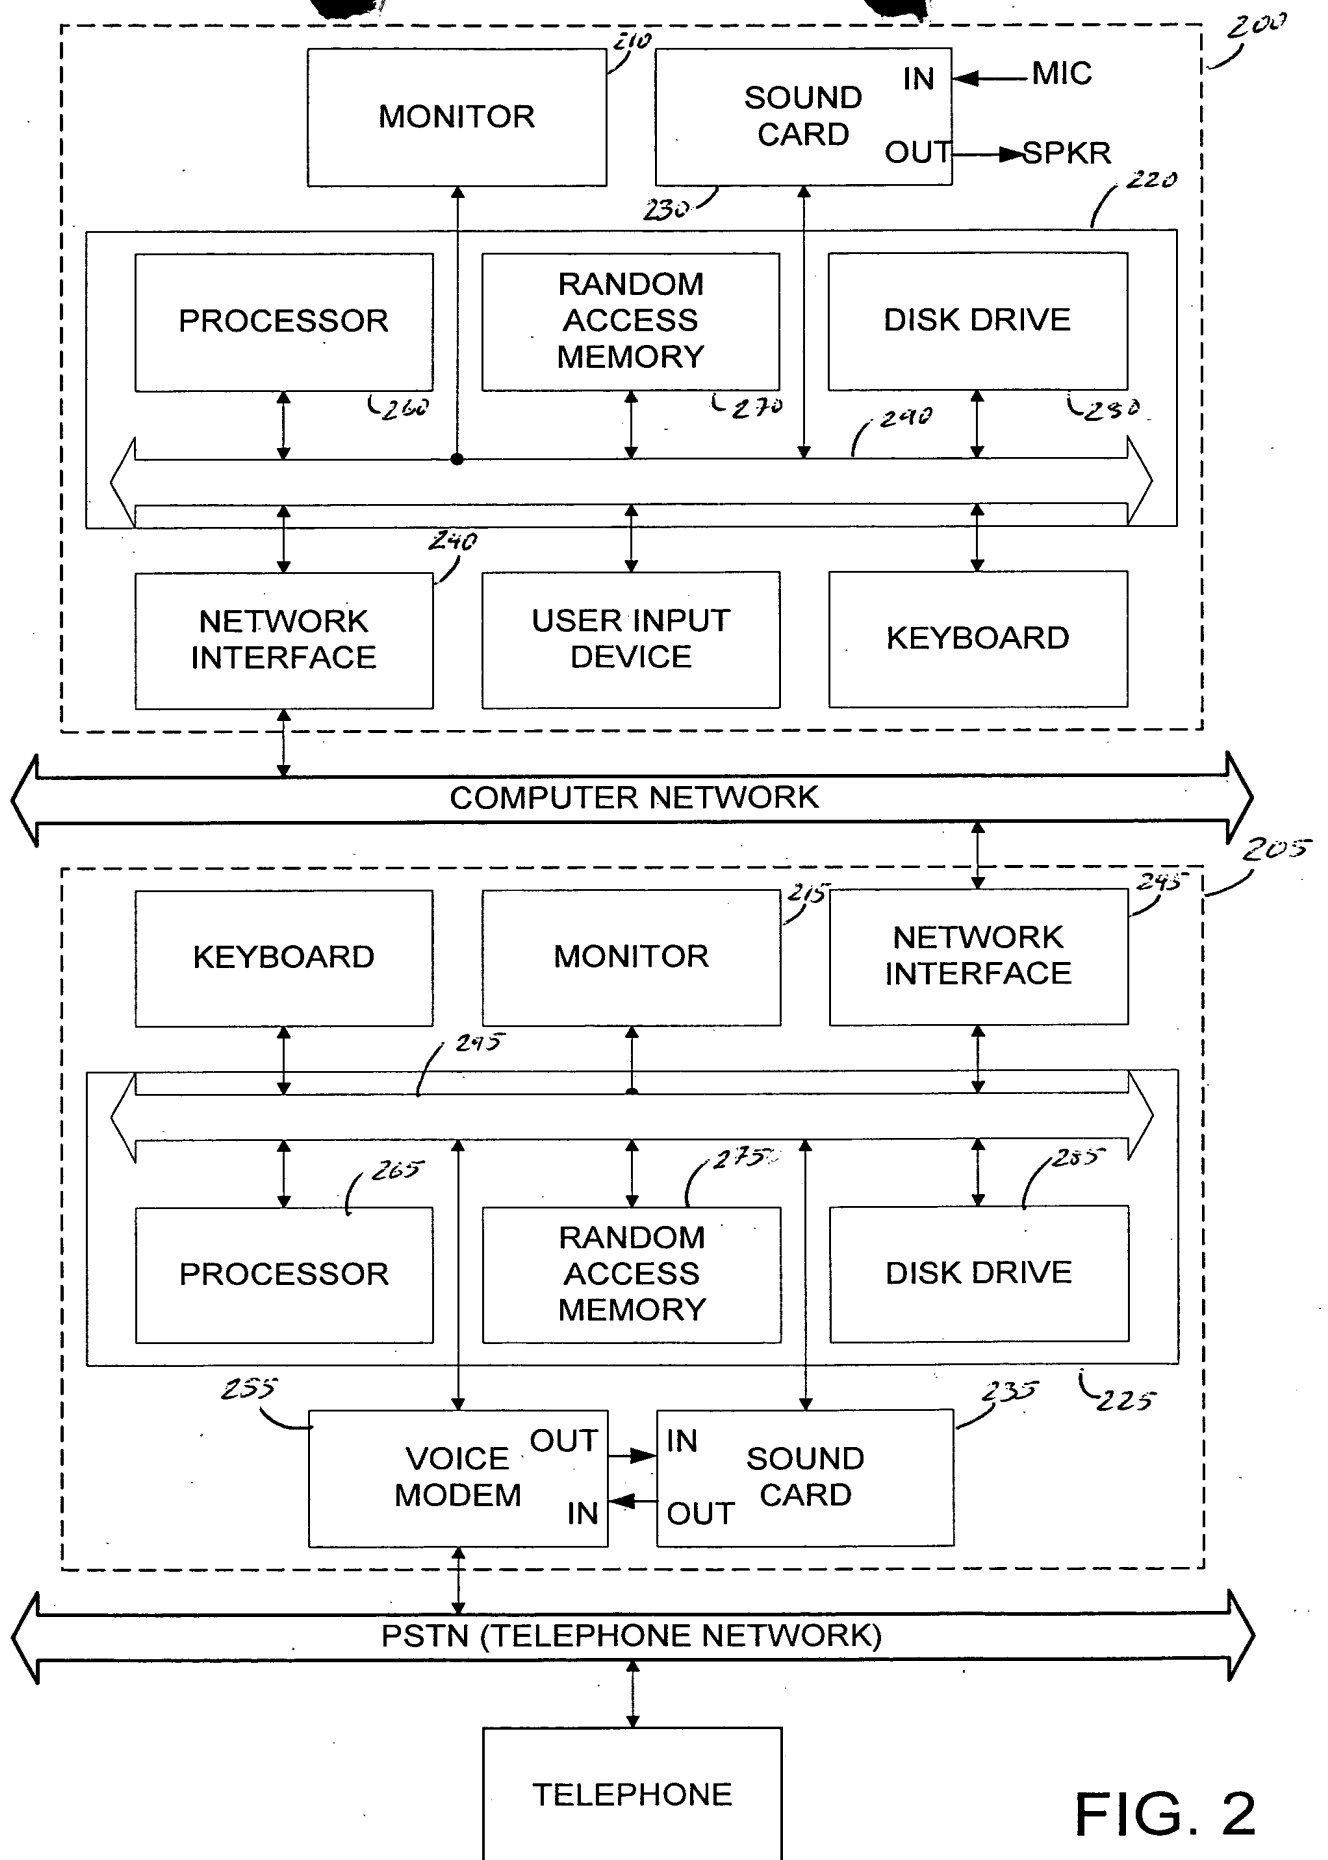 200
210
MONITOR
SOUND
CARD
IN
MIC
OUT
SPKR
230
220
PROCESSOR
RANDOM
ACCESS
MEMORY
DISK DRIVE
260
270
280
290
240
NETWORK
INTERFACE
USER INPUT
DEVICE
KEYBOARD
COMPUTER NETWORK
205
KEYBOARD
MONITOR
215
NETWORK
INTERFACE
245
295
265
275
285
PROCESSOR
RANDOM
ACCESS
MEMORY
DISK DRIVE
255
235
225
VOICE
MODEM
OUT
IN
IN
OUT
SOUND
CARD
PSTN (TELEPHONE NETWORK)
TELEPHONE
FIG. 2